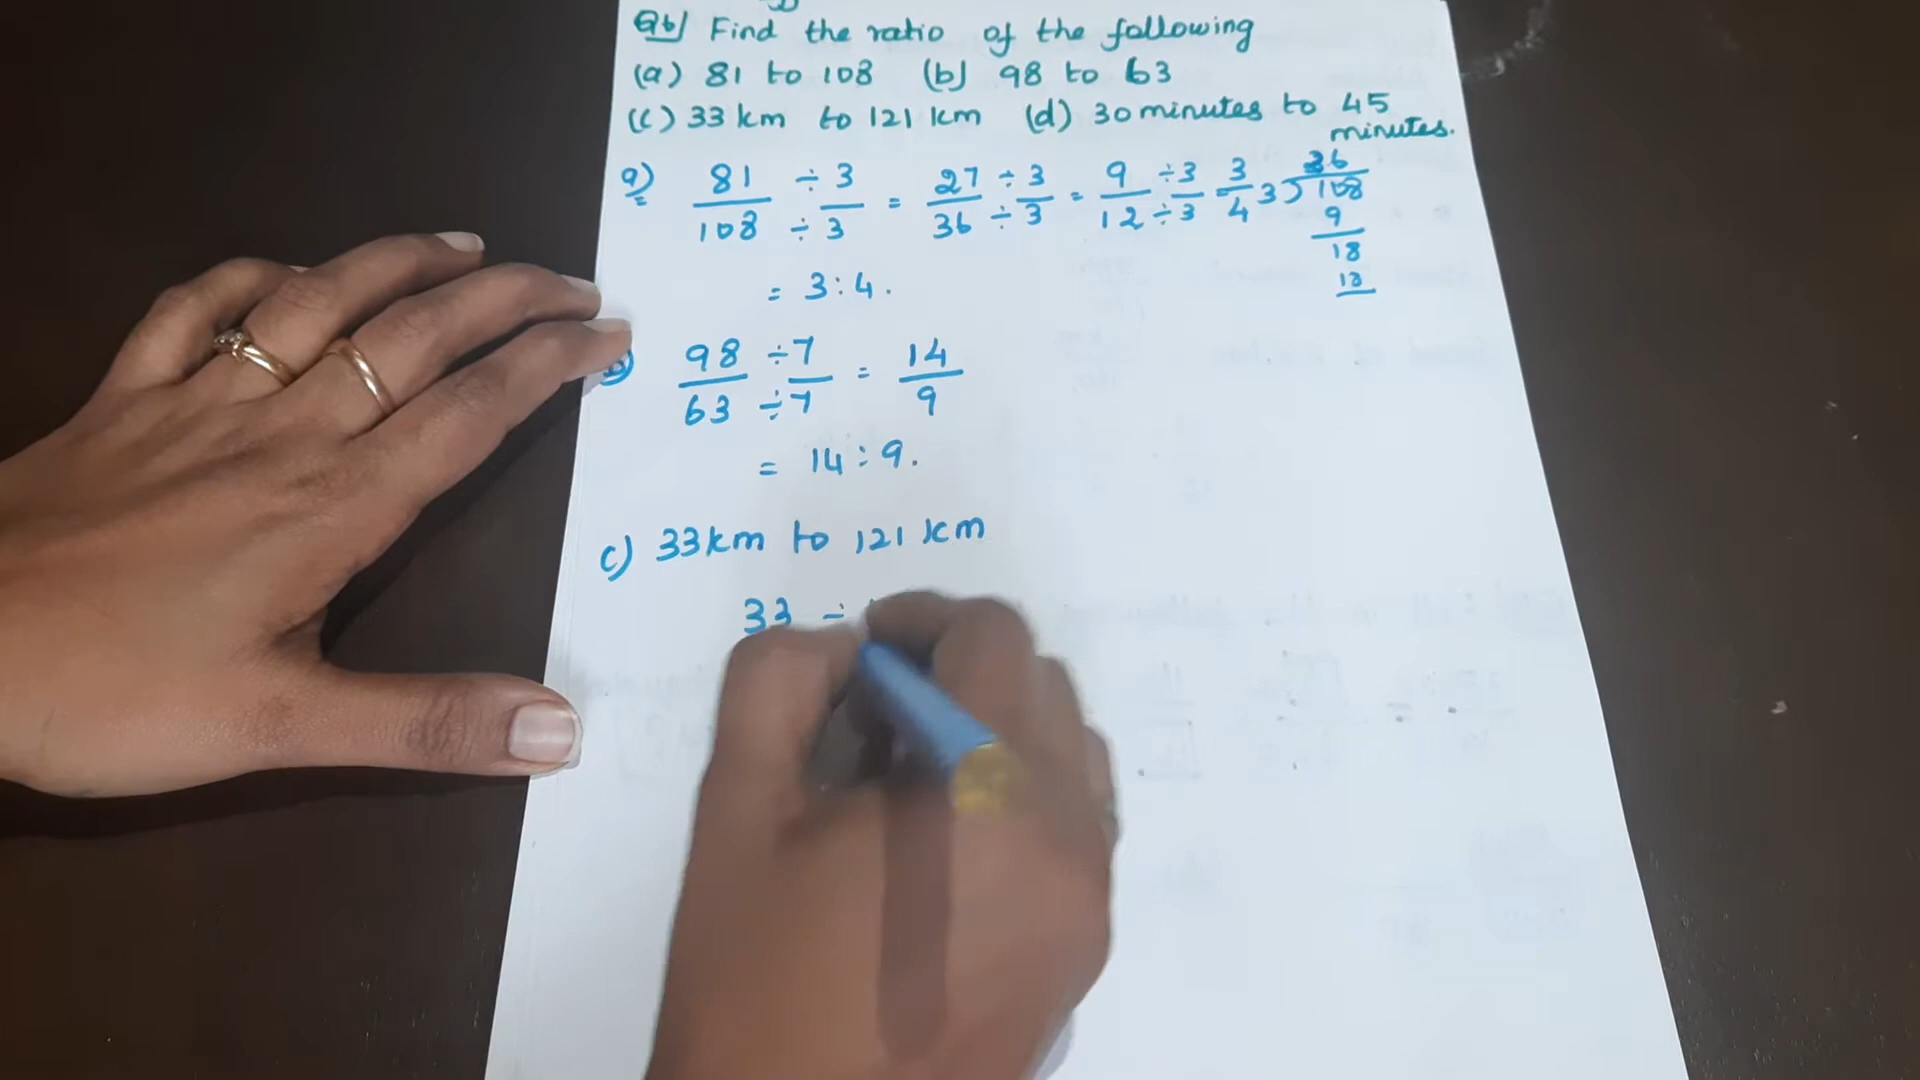 Q6) Find the ratio of the following
(a) 81 to 108 (b) 98 to 63
(c) 33 km to 121 km (d) 30 minutes to 45
minutes.
a) 81/108 ÷3/÷3 = 27/36 ÷3/÷3 = 9/12 ÷3/÷3 = 3/4
= 3:4.
3)108
36
9
18
18
98/63 ÷7/÷7 = 14/9
= 14:9.
c) 33km to 121 km
33 ÷